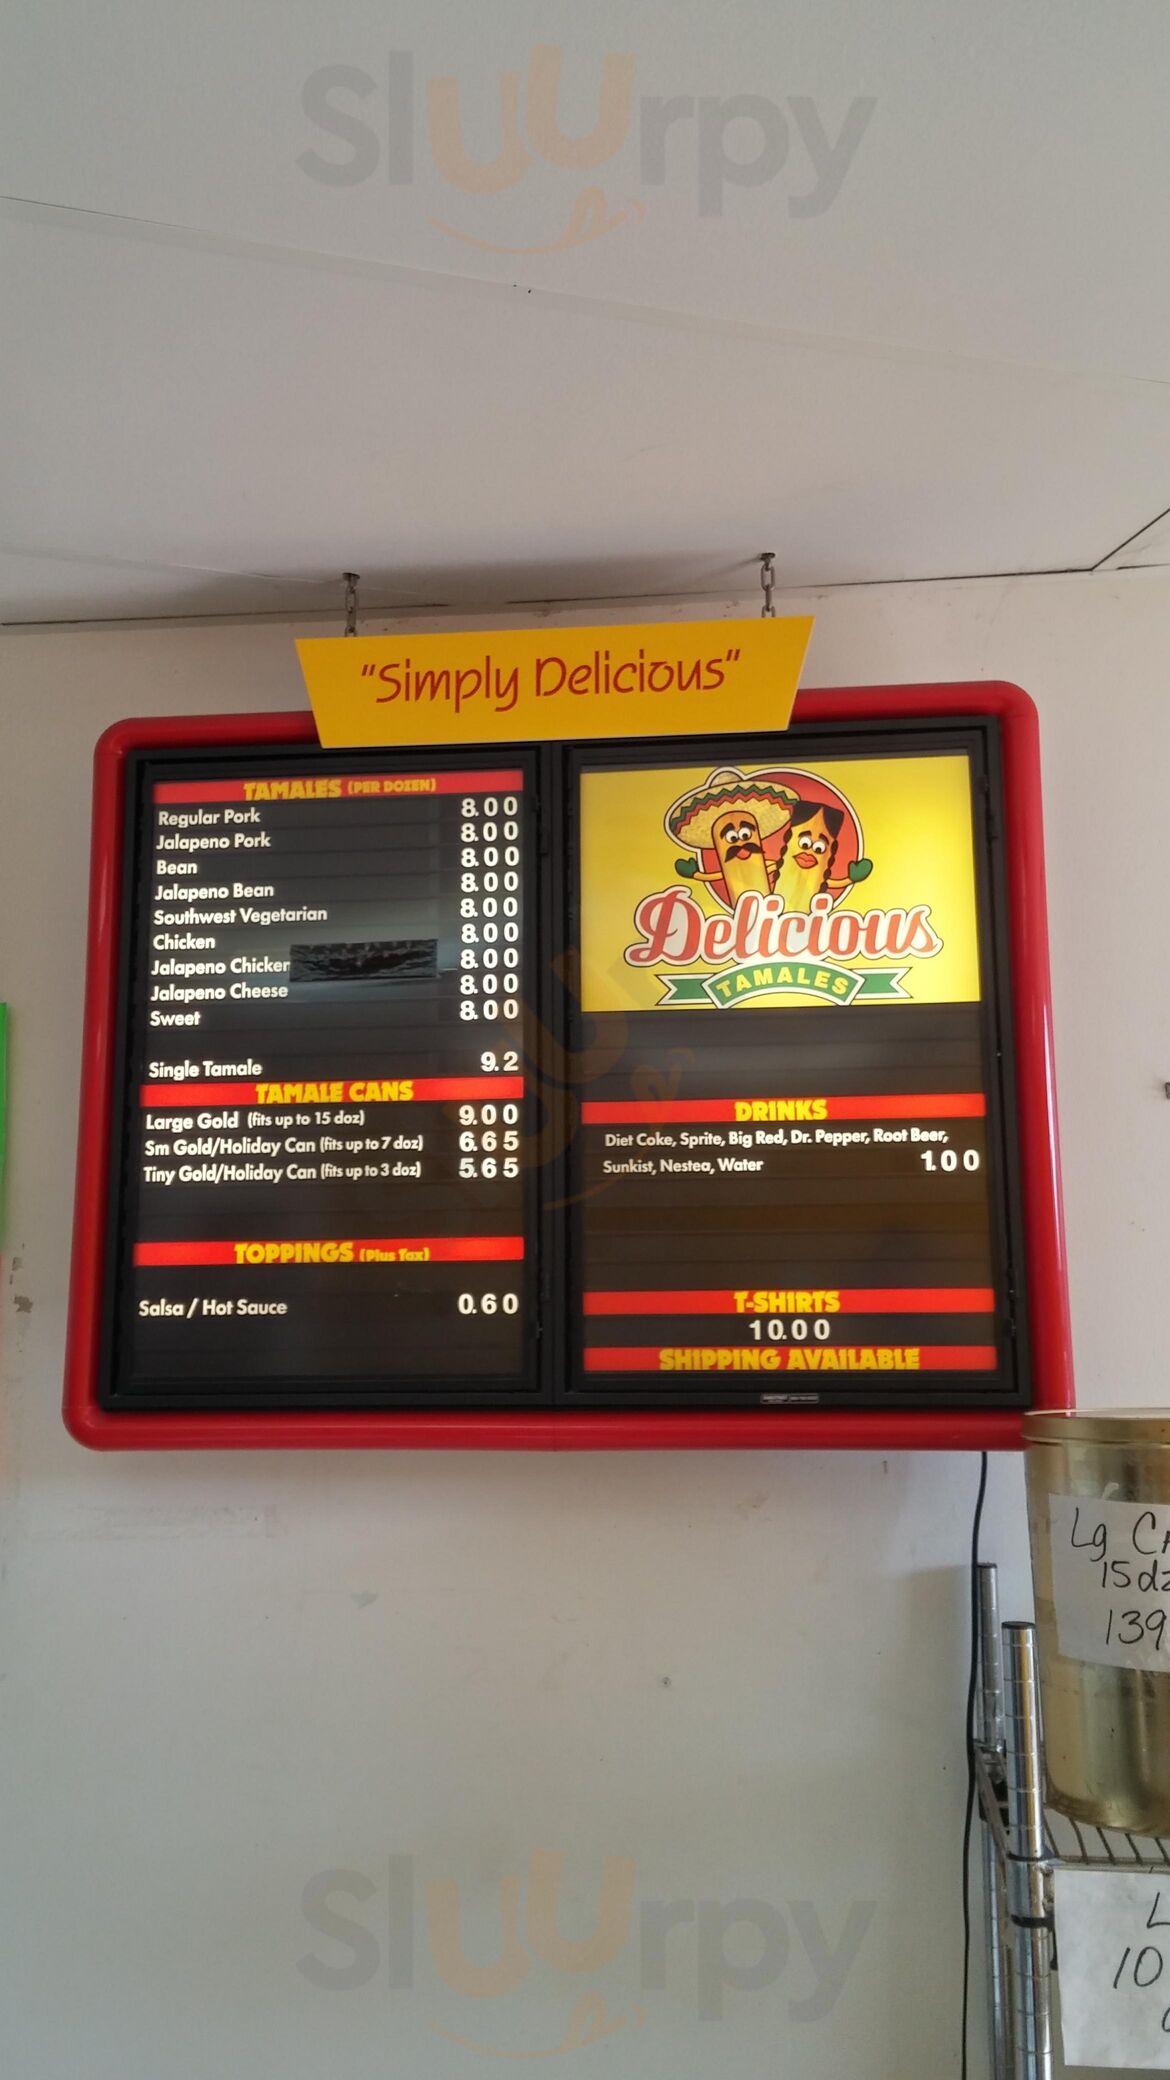 Sluurpy
"Simply Delicious"
TAMALES (PER DOZEN)
Regular Pork 8.00
Jalapeno Pork 8.00
Bean 8.00
Jalapeno Bean 8.00
Southwest Vegetarian 8.00
Chicken 8.00
Jalapeno Chicken 8.00
Jalapeno Cheese 8.00
Sweet 8.00
Single Tamale 9.2
TAMALE CANS
Large Gold (fits up to 15 doz) 9.00
Sm Gold/Holiday Can (fits up to 7 doz) 6.65
Tiny Gold/Holiday Can (fits up to 3 doz) 5.65
TOPPINGS (Plus Tax)
Salsa / Hot Sauce 0.60
Delicious
TAMALES
DRINKS
Diet Coke, Sprite, Big Red, Dr. Pepper, Root Beer,
Sunkist, Nestea, Water 1.00
T-SHIRTS
10.00
SHIPPING AVAILABLE
Lg
15
139
10
Sluurpy